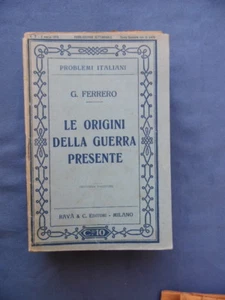 PROBLEMI ITALIANI
G. FERRERO
LE ORIGINI
DELLA GUERRA
PRESENTE
RAVÀ & C. EDITORI - MILANO